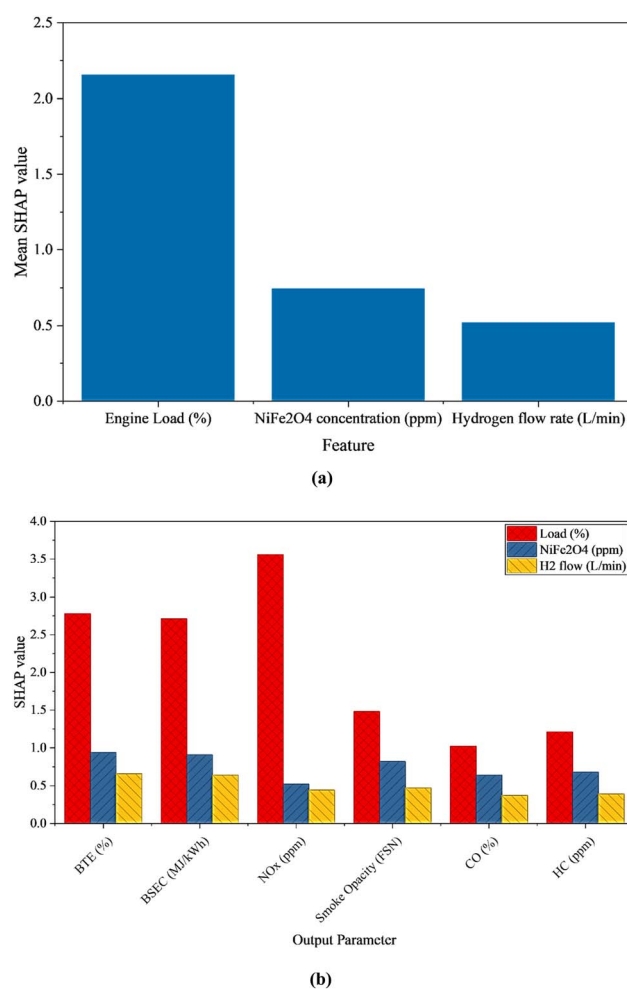 2.5
2.0
1.5
1.0
0.5
0.0
Mean SHAP value
Engine Load (%)
NiFe2O4 concentration (ppm)
Hydrogen flow rate (L/min)
Feature
(a)
4.0
3.5
3.0
2.5
2.0
1.5
1.0
0.5
0.0
SHAP value
Load (%)
NiFe2O4 (ppm)
H2 flow (L/min)
BTE (%)
BSEC (MJ/kWh)
NOx (ppm)
Smoke Opacity (FSN)
CO (%)
HC (ppm)
Output Parameter
(b)